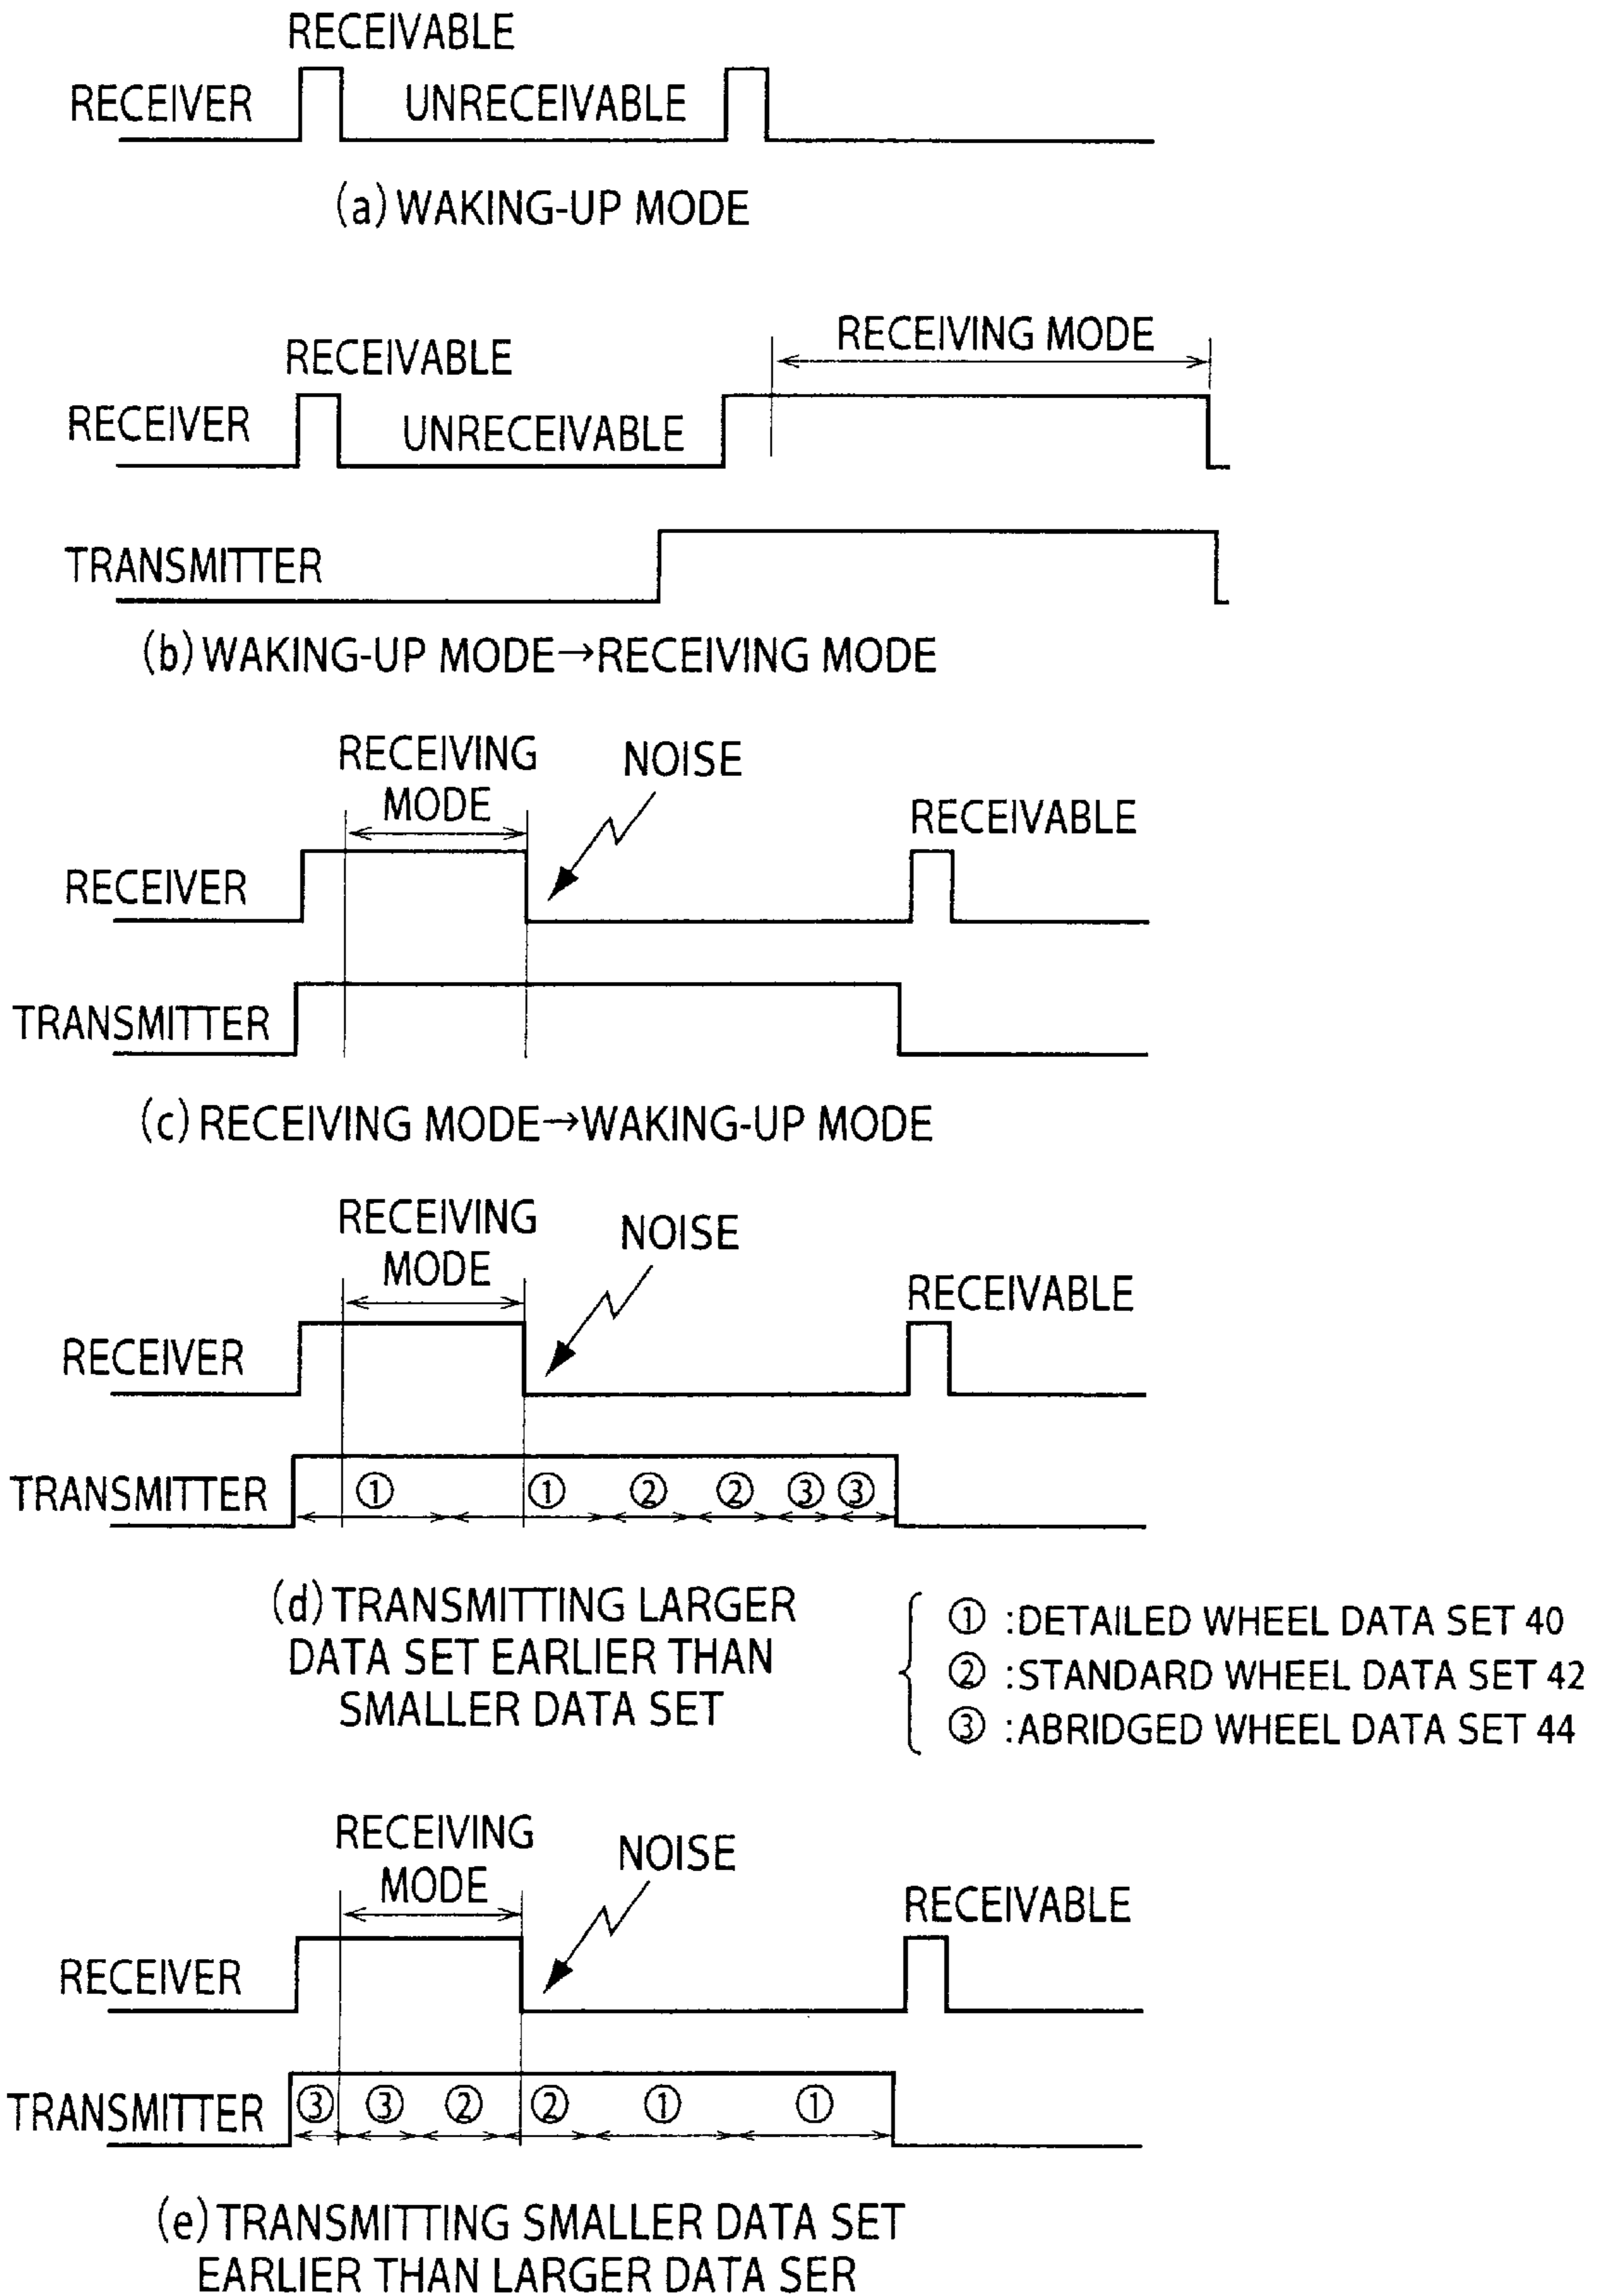 RECEIVABLE
RECEIVER
UNRECEIVABLE
(a) WAKING-UP MODE
RECEIVING MODE
RECEIVABLE
RECEIVER
UNRECEIVABLE
TRANSMITTER
(b) WAKING-UP MODE→RECEIVING MODE
RECEIVING
MODE
NOISE
RECEIVABLE
RECEIVER
TRANSMITTER
(c) RECEIVING MODE→WAKING-UP MODE
RECEIVING
MODE
NOISE
RECEIVABLE
RECEIVER
TRANSMITTER
① ① ② ② ③ ③
(d) TRANSMITTING LARGER
DATA SET EARLIER THAN
SMALLER DATA SET
① :DETAILED WHEEL DATA SET 40
② :STANDARD WHEEL DATA SET 42
③ :ABRIDGED WHEEL DATA SET 44
RECEIVING
MODE
NOISE
RECEIVABLE
RECEIVER
TRANSMITTER
③ ③ ② ② ① ①
(e) TRANSMITTING SMALLER DATA SET
EARLIER THAN LARGER DATA SER